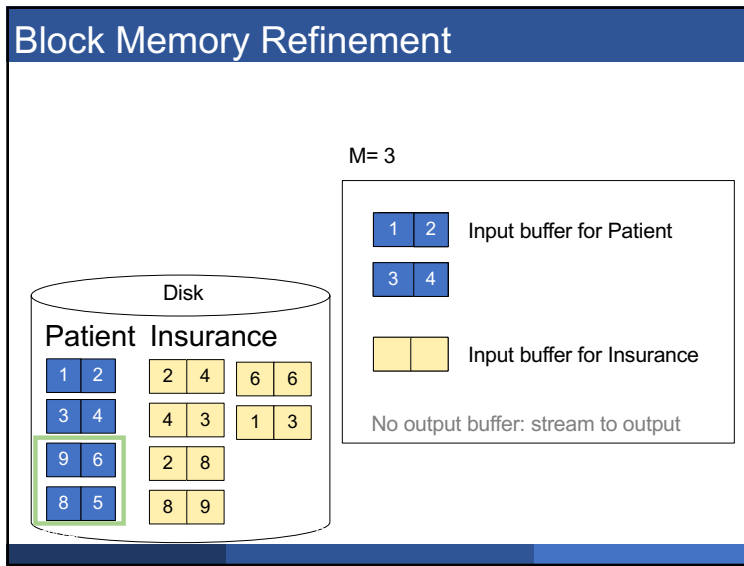 Block Memory Refinement
M= 3
1 2 Input buffer for Patient
3 4
Input buffer for Insurance
No output buffer: stream to output
Disk
Patient Insurance
1 2 2 4 6 6
3 4 4 3 1 3
9 6 2 8
8 5 8 9